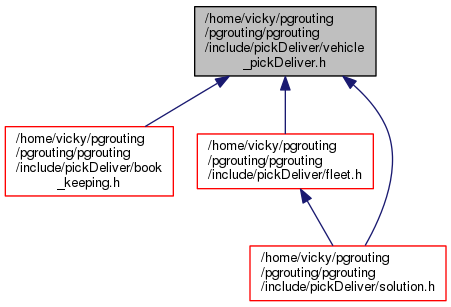 /home/vicky/pgrouting
/pgrouting/pgrouting
/include/pickDeliver/vehicle
_pickDeliver.h
/home/vicky/pgrouting
/pgrouting/pgrouting
/include/pickDeliver/book
_keeping.h
/home/vicky/pgrouting
/pgrouting/pgrouting
/include/pickDeliver/fleet.h
/home/vicky/pgrouting
/pgrouting/pgrouting
/include/pickDeliver/solution.h